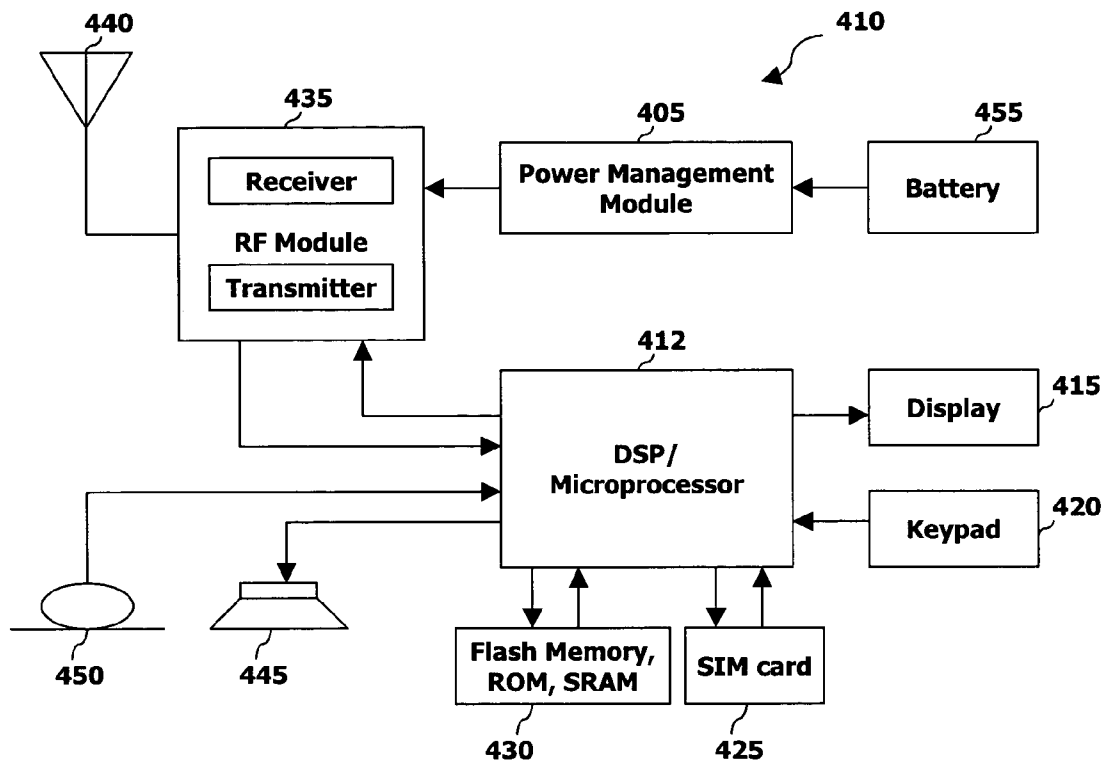 440
410
435
405
455
Receiver
RF Module
Transmitter
Power Management
Module
Battery
412
DSP/
Microprocessor
Display
415
Keypad
420
450
445
Flash Memory,
ROM, SRAM
SIM card
430
425